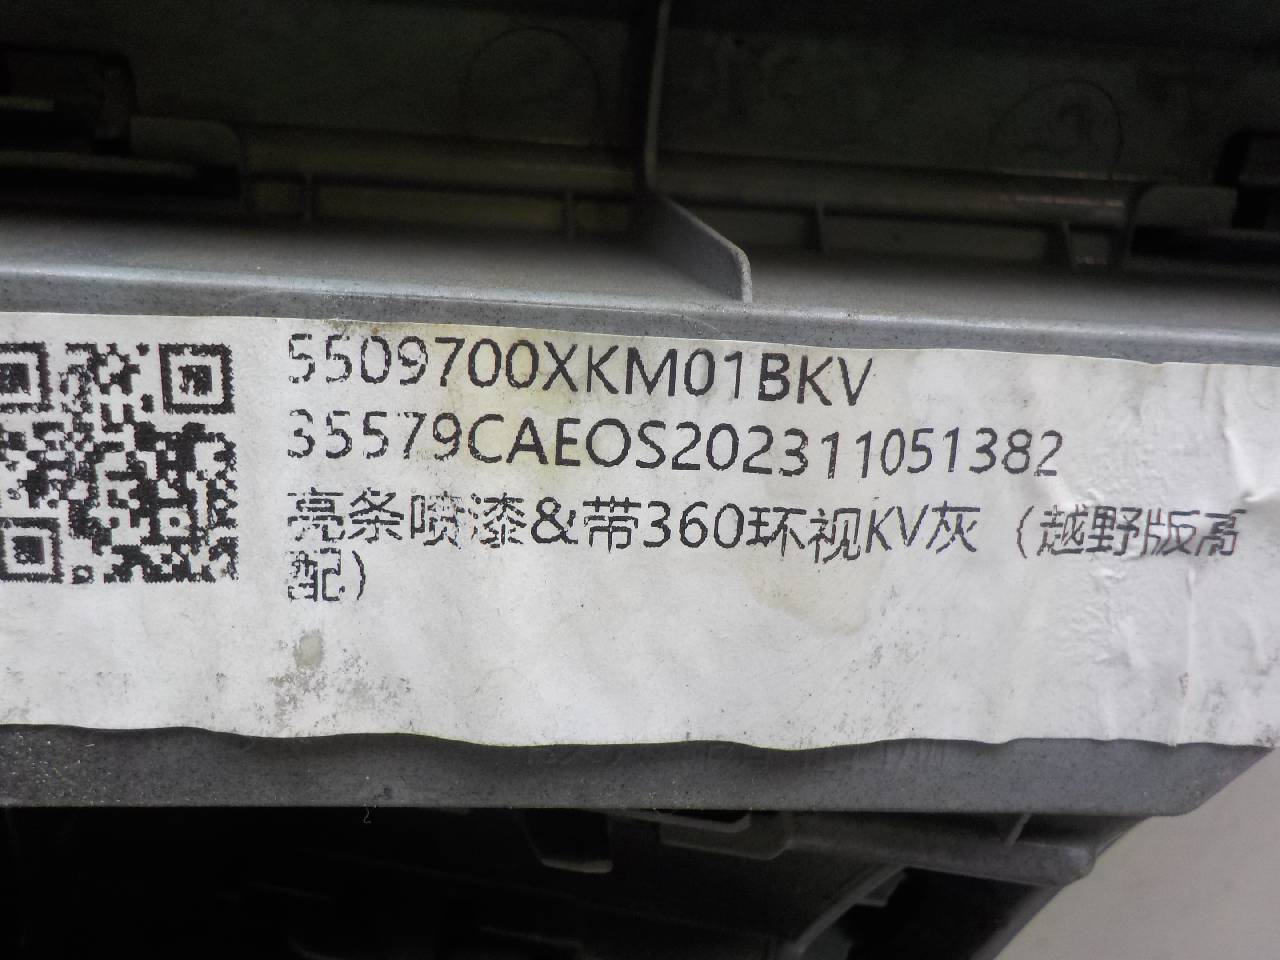 5509700XKM01BKV
35579CAEOS202311051382
亮条喷漆&带360环视KV灰（越野版高
配）